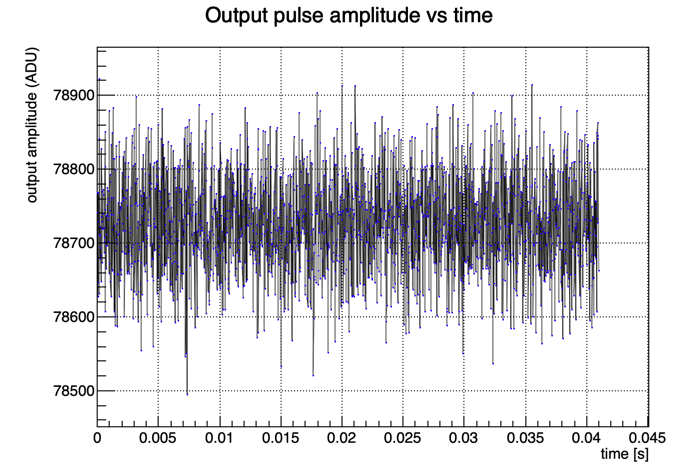 Output pulse amplitude vs time
output amplitude (ADU)
78900
78800
78700
78600
78500
0 0.005 0.01 0.015 0.02 0.025 0.03 0.035 0.04 0.045
time [s]